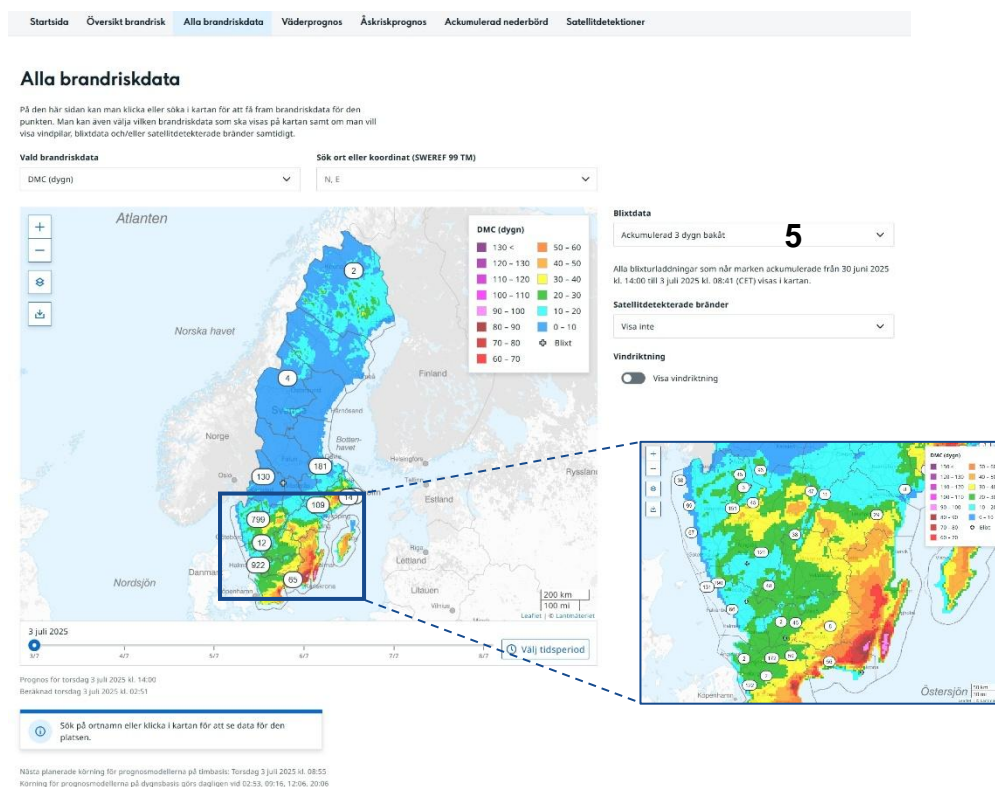 Startsida Översikt brandrisk Alla brandriskdata Väderprognos Åskriskprognos Ackumulerad nederbörd Satellitdetektioner
Alla brandriskdata
På den här sidan kan man klicka eller söka i kartan för att få fram brandriskdata för den
punkten. Man kan även välja vilken brandriskdata som ska visas på kartan samt om man vill
visa vindpilar, blixtdata och/eller satellitdetekterade bränder samtidigt.
Vald brandriskdata
DMC (dygn)
Sök ort eller koordinat (SWEREF 99 TM)
N, E
Blixtdata
Ackumulerad 3 dygn bakåt
5
Alla blixturladdningar som når marken ackumulerade från 30 juni 2025
kl. 14:00 till 3 juli 2025 kl. 08:41 (CET) visas i kartan.
Satellitdetekterade bränder
Visa inte
Vindriktning
Visa vindriktning
+
−
Atlanten
Norska havet
Norge
Oslo
Finland
Härnösand
Botten-
havet
Helsingfors
Tallinn
Estland
Ryssland
Riga
Lettland
Litauen
Vilnius
Danmark
Nordsjön
2
4
181
130
14
109
799
12
922
65
DMC (dygn)
130 < 50 – 60
120 – 130 40 – 50
110 – 120 30 – 40
100 – 110 20 – 30
90 – 100 10 – 20
80 – 90 0 – 10
70 – 80 Blixt
60 – 70
200 km
100 mi
Leaflet | © Lantmäteriet
3 juli 2025
3/7 4/7 5/7 6/7 7/7 8/7
Välj tidsperiod
Prognos för torsdag 3 juli 2025 kl. 14:00
Beräknad torsdag 3 juli 2025 kl. 02:51
Sök på ortnamn eller klicka i kartan för att se data för den
platsen.
Nästa planerade körning för prognosmodellerna på timbasis: Torsdag 3 juli 2025 kl. 08:55
Körning för prognosmodellerna på dygnsbasis görs dagligen vid 02:53, 09:16, 12:06, 20:06
DMC (dygn)
Köpenhamn
Östersjön